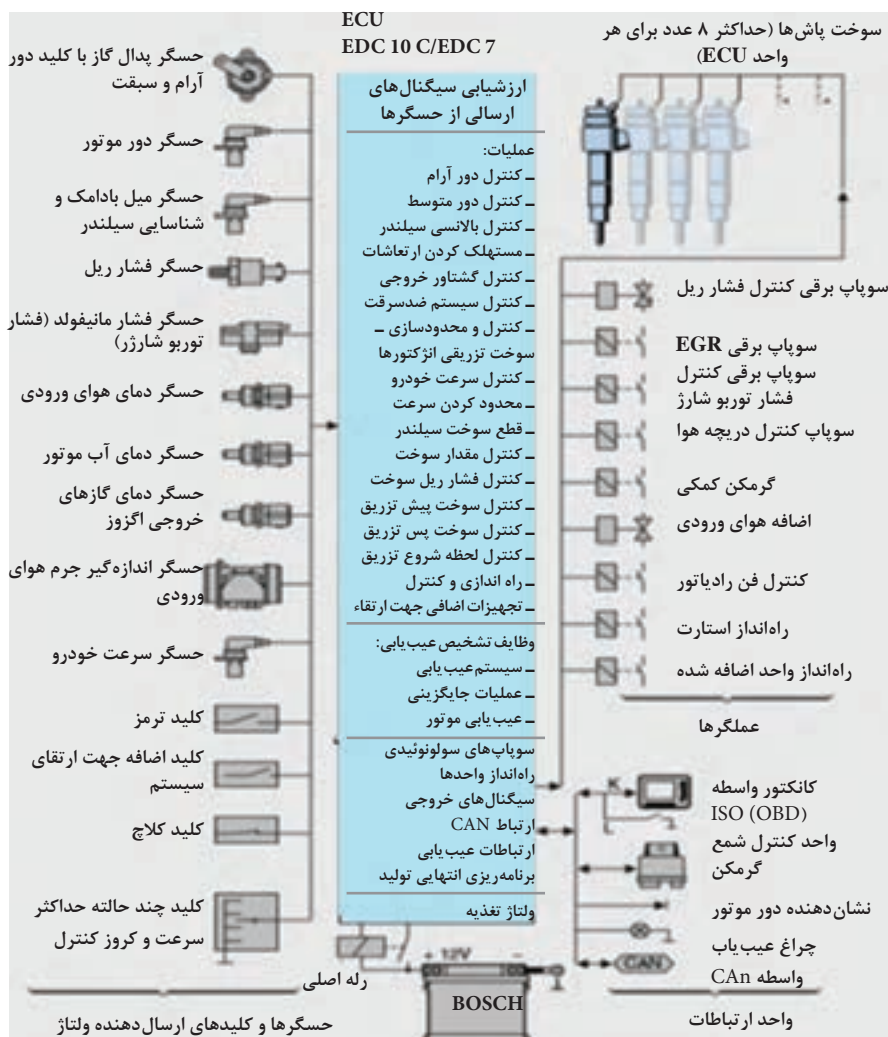 ECU
EDC 10 C/EDC 7
سوخت پاش‌ها (حداکثر ۸ عدد برای هر
واحد ECU)
حسگر پدال گاز با کلید دور
آرام و سبقت
حسگر دور موتور
حسگر میل بادامک و
شناسایی سیلندر
حسگر فشار ریل
حسگر فشار مانیفولد (فشار
توربو شارژر)
حسگر دمای هوای ورودی
حسگر دمای آب موتور
حسگر دمای گازهای
خروجی اگزوز
حسگر اندازه‌گیر جرم هوای
ورودی
حسگر سرعت خودرو
کلید ترمز
کلید اضافه جهت ارتقای
سیستم
کلید کلاچ
کلید چند حالته حداکثر
سرعت و کروز کنترل
حسگرها و کلیدهای ارسال‌دهنده ولتاژ
ارزشیابی سیگنال‌های
ارسالی از حسگرها
عملیات:
ـ کنترل دور آرام
ـ کنترل دور متوسط
ـ کنترل بالانسی سیلندر
ـ مستهلک کردن ارتعاشات
ـ کنترل گشتاور خروجی
ـ کنترل سیستم ضدسرقت
ـ کنترل و محدودسازی ـ
سوخت تزریقی انژکتورها
ـ کنترل سرعت خودرو
ـ محدود کردن سرعت
ـ قطع سوخت سیلندر
ـ کنترل مقدار سوخت
ـ کنترل فشار ریل سوخت
ـ کنترل سوخت پیش تزریق
ـ کنترل سوخت پس تزریق
ـ کنترل لحظه شروع تزریق
ـ راه اندازی و کنترل
ـ تجهیزات اضافی جهت ارتقاء
وظایف تشخیص عیب‌یابی:
ـ سیستم عیب‌یابی
ـ عملیات جایگزینی
ـ عیب‌یابی موتور
سوپاپ‌های سولونوئیدی
راه‌انداز واحدها
سیگنال‌های خروجی
ارتباط CAN
ارتباطات عیب‌یابی
برنامه‌ریزی انتهایی تولید
ولتاژ تغذیه
رله اصلی
+ 12V −
BOSCH
سوپاپ برقی کنترل فشار ریل
سوپاپ برقی EGR
سوپاپ برقی کنترل
فشار توربو شارژ
سوپاپ کنترل دریچه هوا
گرمکن کمکی
اضافه هوای ورودی
کنترل فن رادیاتور
راه‌انداز استارت
راه‌انداز واحد اضافه شده
عملگرها
K
کانکتور واسطه
ISO (OBD)
واحد کنترل شمع
گرمکن
نشان‌دهنده دور موتور
چراغ عیب‌یاب
CAN
واسطه CAn
واحد ارتباطات